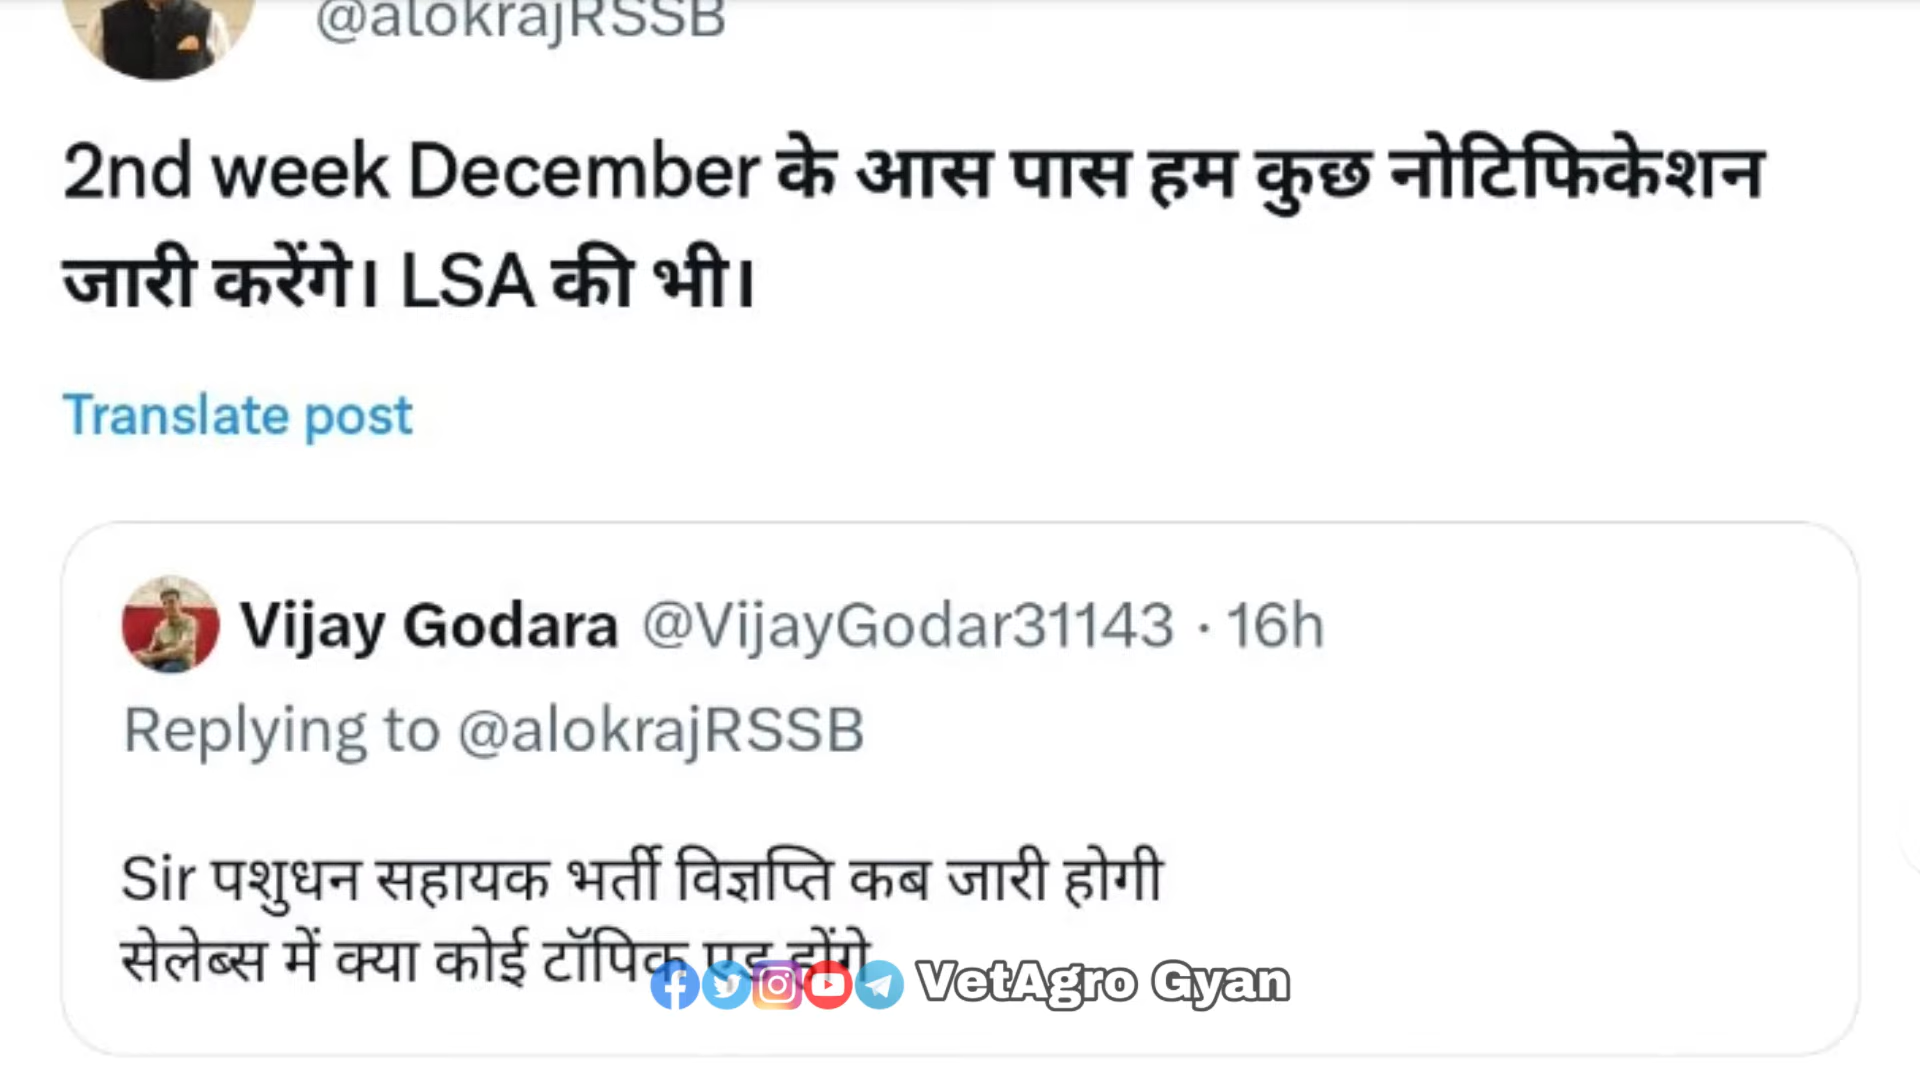 @alokrajRSSB
2nd week December के आस पास हम कुछ नोटिफिकेशन
जारी करेंगे। LSA की भी।
Translate post
Vijay Godara @VijayGodar31143 · 16h
Replying to @alokrajRSSB
Sir पशुधन सहायक भर्ती विज्ञप्ति कब जारी होगी
सेलेब्स में क्या कोई टॉपिक एड होंगे
VetAgro Gyan